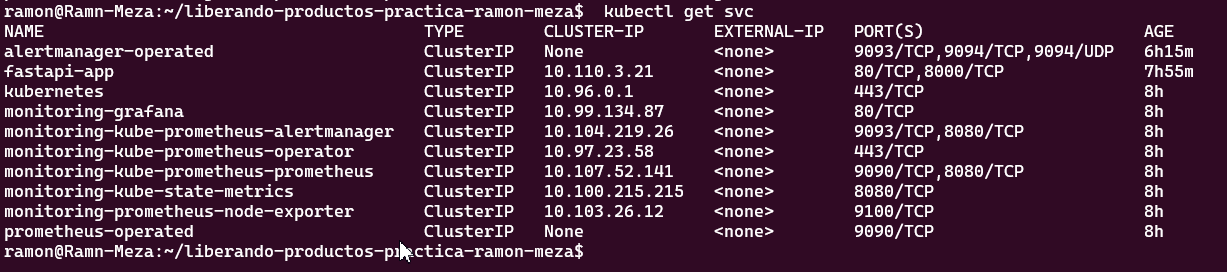 ramon@Ramn-Meza:~/liberando-productos-practica-ramon-meza$  kubectl get svc
NAME                                      TYPE        CLUSTER-IP       EXTERNAL-IP   PORT(S)                      AGE
alertmanager-operated                     ClusterIP   None             <none>        9093/TCP,9094/TCP,9094/UDP   6h15m
fastapi-app                               ClusterIP   10.110.3.21      <none>        80/TCP,8000/TCP              7h55m
kubernetes                                ClusterIP   10.96.0.1        <none>        443/TCP                      8h
monitoring-grafana                        ClusterIP   10.99.134.87     <none>        80/TCP                       8h
monitoring-kube-prometheus-alertmanager   ClusterIP   10.104.219.26    <none>        9093/TCP,8080/TCP            8h
monitoring-kube-prometheus-operator       ClusterIP   10.97.23.58      <none>        443/TCP                      8h
monitoring-kube-prometheus-prometheus     ClusterIP   10.107.52.141    <none>        9090/TCP,8080/TCP            8h
monitoring-kube-state-metrics             ClusterIP   10.100.215.215   <none>        8080/TCP                     8h
monitoring-prometheus-node-exporter       ClusterIP   10.103.26.12     <none>        9100/TCP                     8h
prometheus-operated                       ClusterIP   None             <none>        9090/TCP                     8h
ramon@Ramn-Meza:~/liberando-productos-practica-ramon-meza$